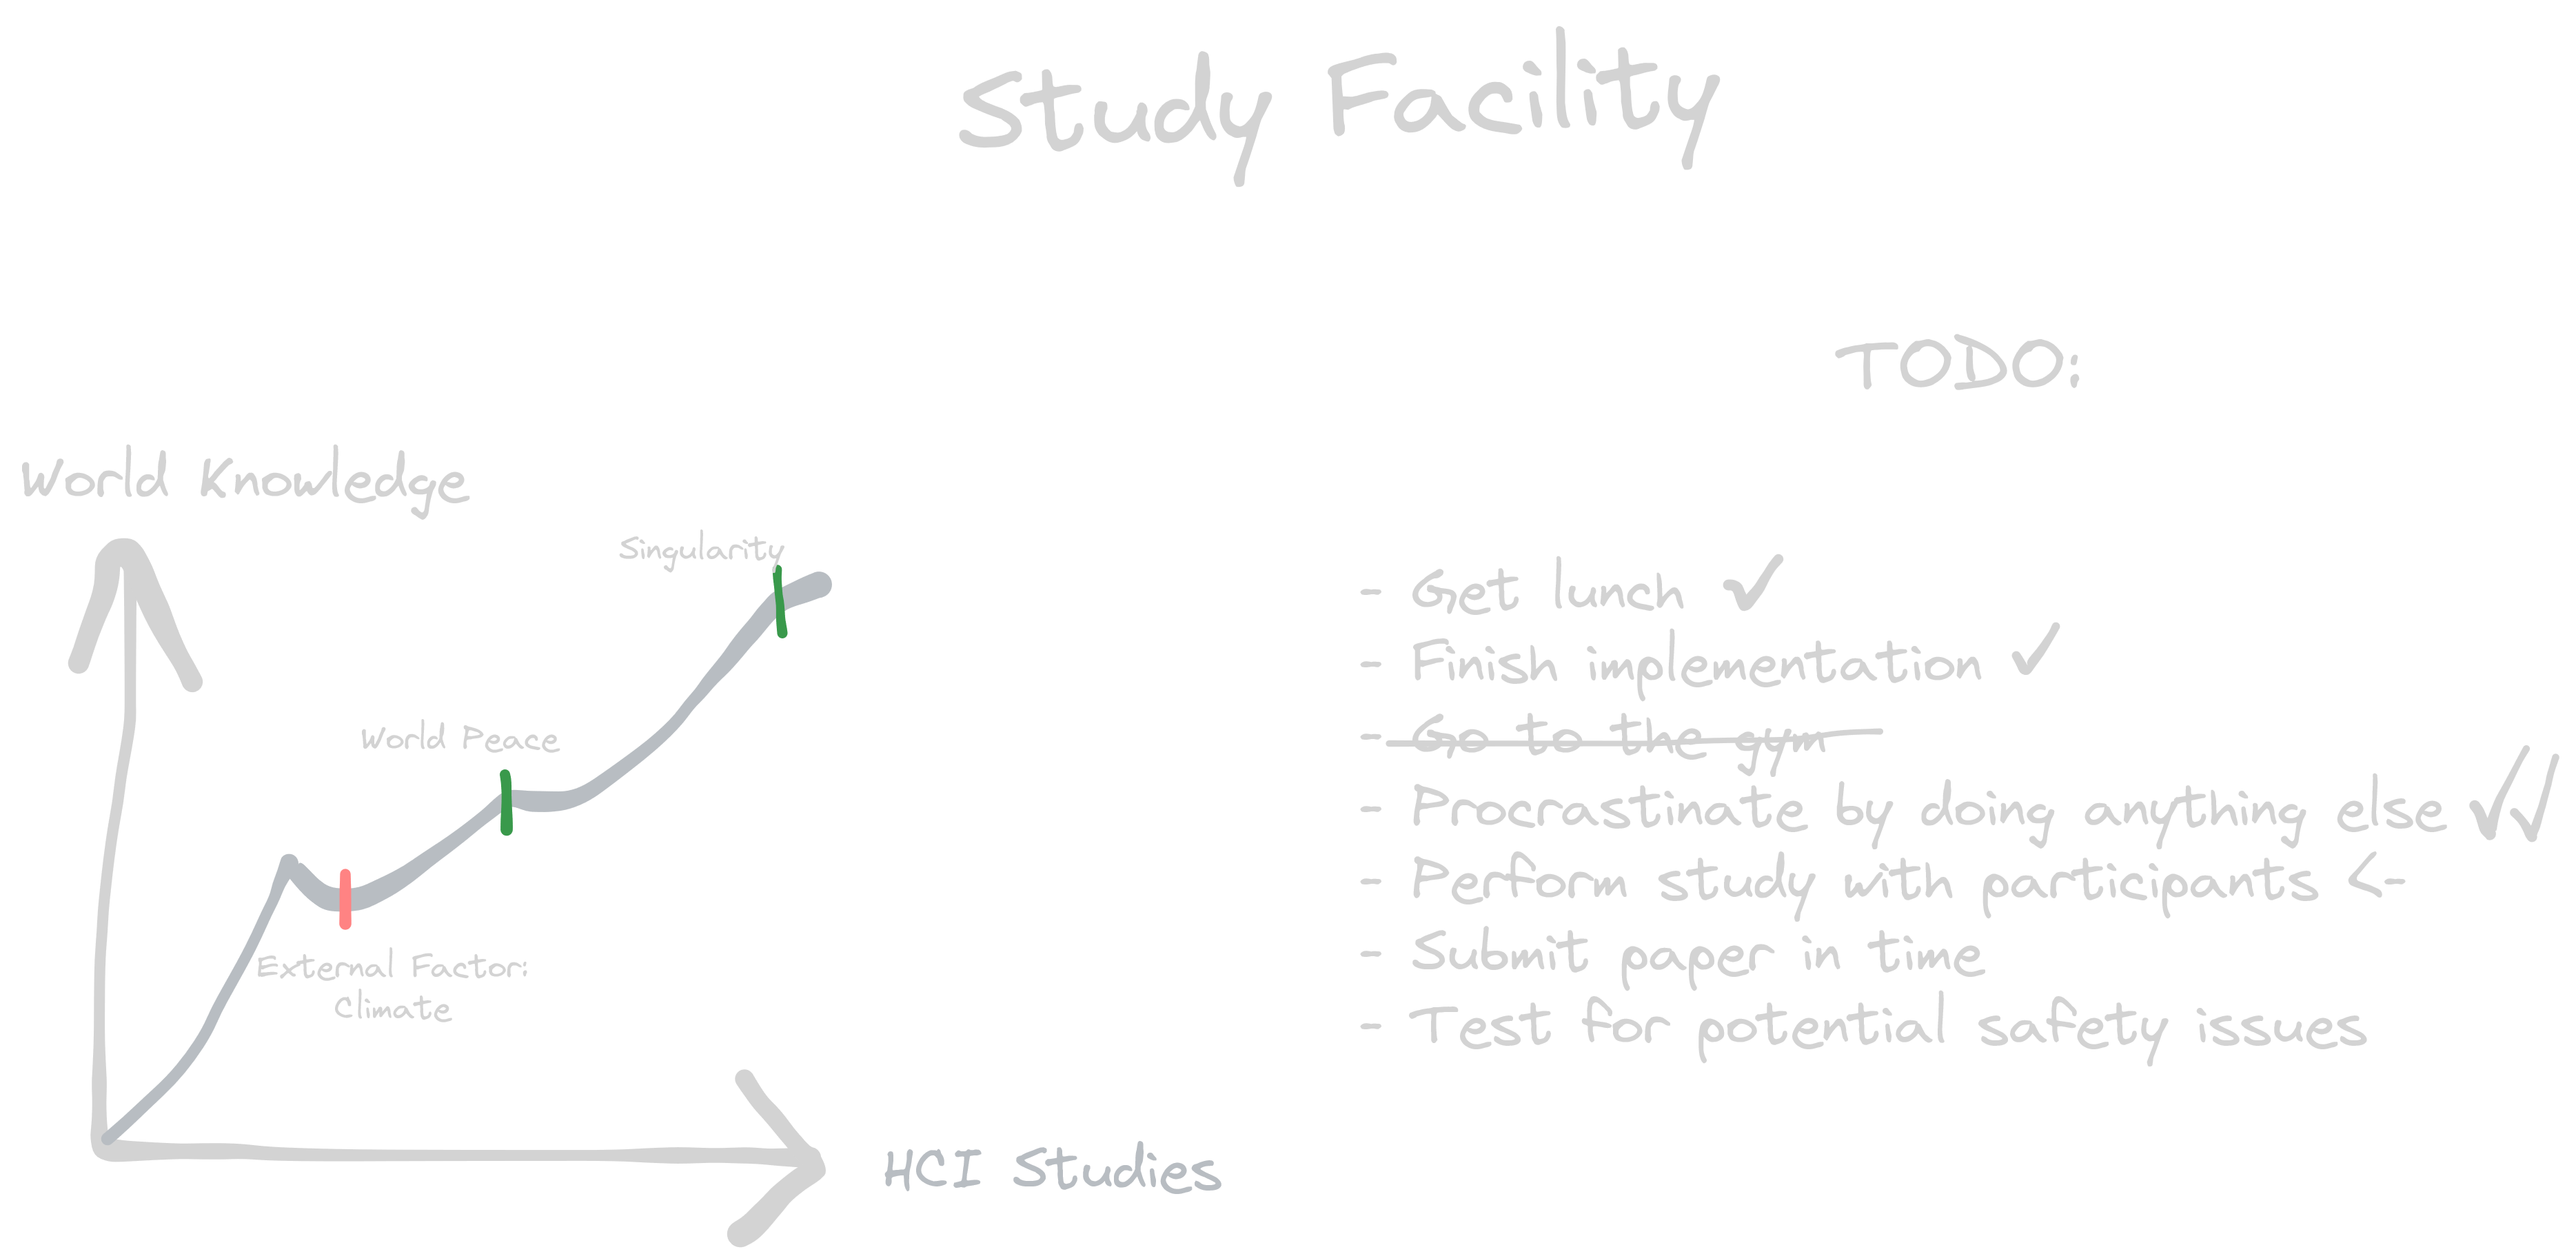 Study Facility
World Knowledge
Singularity
World Peace
External Factor:
Climate
HCI Studies
TODO:
- Get lunch ✓
- Finish implementation ✓
- Go to the gym
- Procrastinate by doing anything else ✓✓
- Perform study with participants <-
- Submit paper in time
- Test for potential safety issues